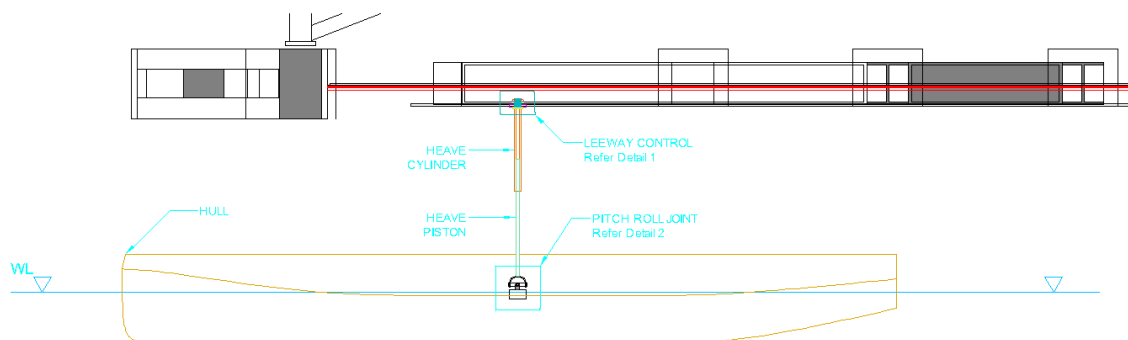 HEAVE
CYLINDER
LEEWAY CONTROL
Refer Detail 1
HULL
HEAVE
PISTON
PITCH ROLL JOINT
Refer Detail 2
WL